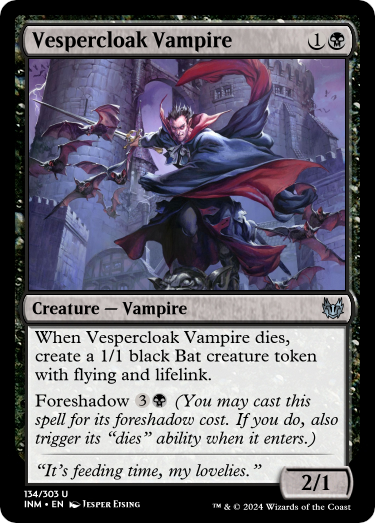 Vespercloak Vampire 1
Creature — Vampire
When Vespercloak Vampire dies,
create a 1/1 black Bat creature token
with flying and lifelink.
Foreshadow 3 (You may cast this
spell for its foreshadow cost. If you do, also
trigger its “dies” ability when it enters.)
“It’s feeding time, my lovelies.”
2/1
134/303 U
INM • EN Jesper Ejsing ™ & © 2024 Wizards of the Coast